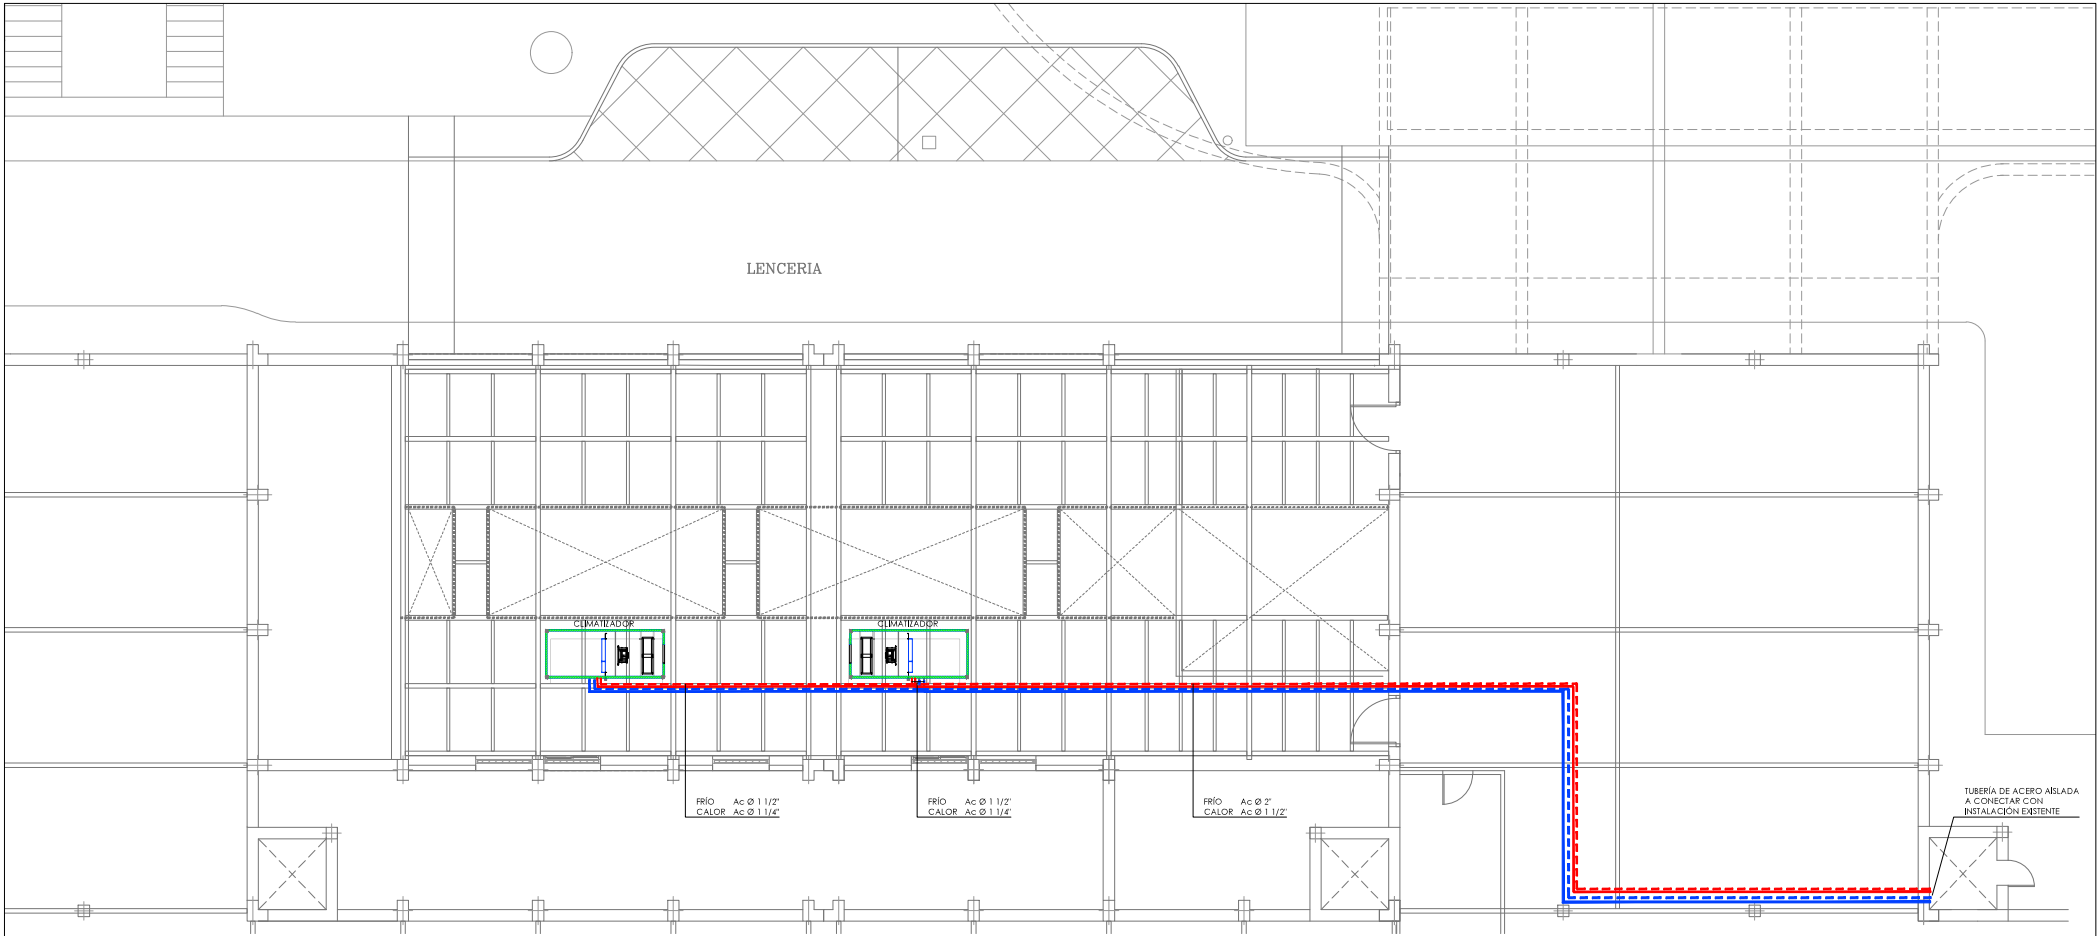 LENCERIA
CLIMATIZADOR
CLIMATIZADOR
FRÍO Ac Ø 1 1/2"
CALOR Ac Ø 1 1/4"
FRÍO Ac Ø 1 1/2"
CALOR Ac Ø 1 1/4"
FRÍO Ac Ø 2"
CALOR Ac Ø 1 1/2"
TUBERÍA DE ACERO AISLADA
A CONECTAR CON
INSTALACIÓN EXISTENTE